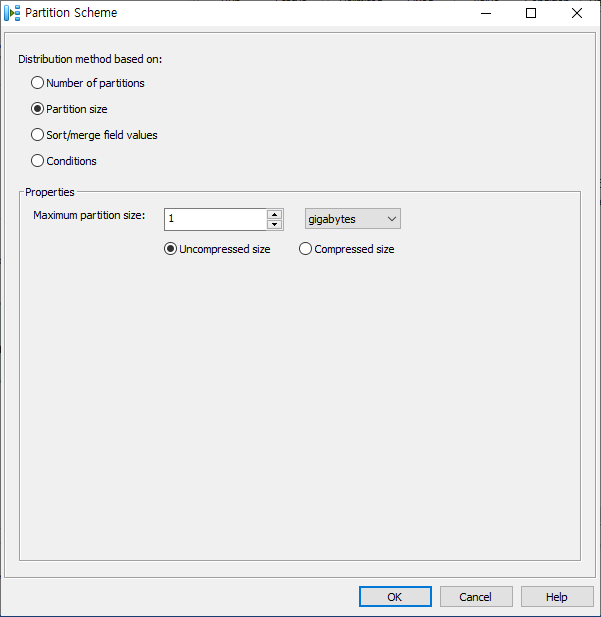 Partition Scheme
Distribution method based on:
Number of partitions
Partition size
Sort/merge field values
Conditions
Properties
Maximum partition size: 1 gigabytes
Uncompressed size Compressed size
OK Cancel Help